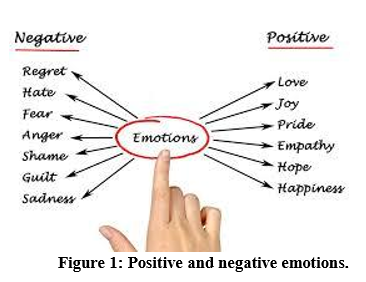 Negative
Positive
Regret
Hate
Fear
Anger
Shame
Guilt
Sadness
Emotions
Love
Joy
Pride
Empathy
Hope
Happiness
Figure 1: Positive and negative emotions.